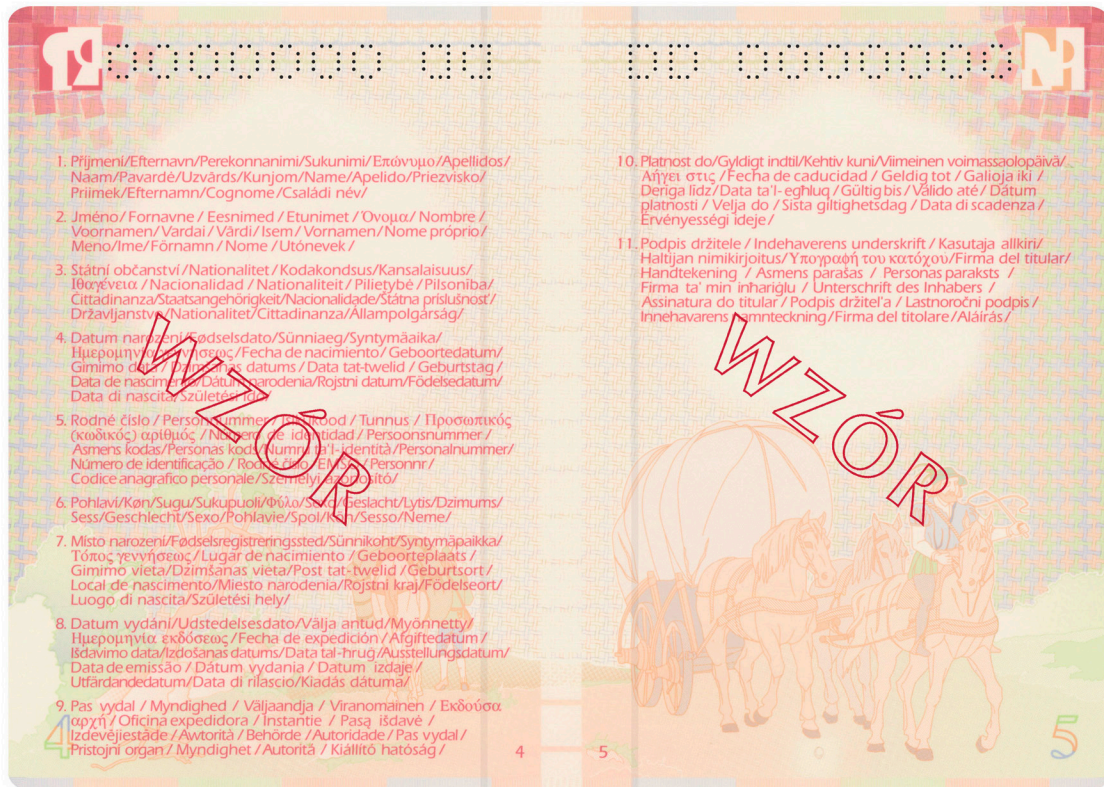 1. Příjmení/Efternavn/Perekonnanimi/Sukunimi/Επώνυμο/Apellidos/
Naam/Pavardė/Uzvārds/Kunjom/Name/Apelido/Priezvisko/
Priimek/Efternamn/Cognome/Családi név/
2. Jméno/Fornavne/Eesnimed/Etunimet/Όνομα/Nombre/
Voornamen/Vardai/Vārdi/Isem/Vornamen/Nome próprio/
Meno/Ime/Förnamn/Nome/Utónevek/
3. Státní občanství/Nationalitet/Kodakondsus/Kansalaisuus/
Ιθαγένεια/Nacionalidad/Nationaliteit/Pilietybė/Pilsonība/
Cittadinanza/Staatsangehörigkeit/Nacionalidade/Štátna príslušnosť/
Državljanstvo/Nationalitet/Cittadinanza/Állampolgárság/
4. Datum narození/Fødselsdato/Sünniaeg/Syntymäaika/
Ημερομηνία γεννήσεως/Fecha de nacimiento/Geboortedatum/
Gimimo data/Dzimšanas datums/Data tat-twelid/Geburtstag/
Data de nascimento/Dátum narodenia/Rojstni datum/Födelsedatum/
Data di nascita/Születési idő/
5. Rodné číslo/Personnummer/Isikukood/Tunnus/Προσωπικός
(κωδικός) αριθμός/Número de identidad/Persoonsnummer/
Asmens kodas/Personas kods/Numru ta'l-identità/Personalnummer/
Número de identificação/Rodné číslo/EMŠO/Personnr/
Codice anagrafico personale/Személyi azonosító/
6. Pohlaví/Køn/Sugu/Sukupuoli/Φύλο/Sexo/Geslacht/Lytis/Dzimums/
Sess/Geschlecht/Sexo/Pohlavie/Spol/Kön/Sesso/Neme/
7. Místo narození/Fødselsregistreringssted/Sünnikoht/Syntymäpaikka/
Τόπος γεννήσεως/Lugar de nacimiento/Geboorteplaats/
Gimimo vieta/Dzimšanas vieta/Post tat-twelid/Geburtsort/
Local de nascimento/Miesto narodenia/Rojstni kraj/Födelseort/
Luogo di nascita/Születési hely/
8. Datum vydání/Udstedelsesdato/Välja antud/Myönnetty/
Ημερομηνία εκδόσεως/Fecha de expedición/Afgiftedatum/
Išdavimo data/Izdošanas datums/Data tal-ħruġ/Ausstellungsdatum/
Data de emissão/Dátum vydania/Datum izdaje/
Utfärdandedatum/Data di rilascio/Kiadás dátuma/
9. Pas vydal/Myndighed/Väljaandja/Viranomainen/Εκδούσα
αρχή/Oficina expedidora/Instantie/Pasą išdavė/
Izdevējiestāde/Awtorità/Behörde/Autoridade/Pas vydal/
Pristojni organ/Myndighet/Autorità/Kiállító hatóság/
4
4
WZÓR
10. Platnost do/Gyldigt indtil/Kehtiv kuni/Viimeinen voimassaolopäivä/
Λήγει στις/Fecha de caducidad/Geldig tot/Galioja iki/
Derīga līdz/Data ta'l-egħluq/Gültig bis/Válido até/Dátum
platnosti/Velja do/Sista giltighetsdag/Data di scadenza/
Érvényességi ideje/
11. Podpis držitele/Indehaverens underskrift/Kasutaja allkiri/
Haltijan nimikirjoitus/Υπογραφή του κατόχου/Firma del titular/
Handtekening/Asmens parašas/Personas paraksts/
Firma ta' min inħariġlu/Unterschrift des Inhabers/
Assinatura do titular/Podpis držiteľa/Lastnoročni podpis/
Innehavarens namnteckning/Firma del titolare/Aláírás/
WZÓR
5
5